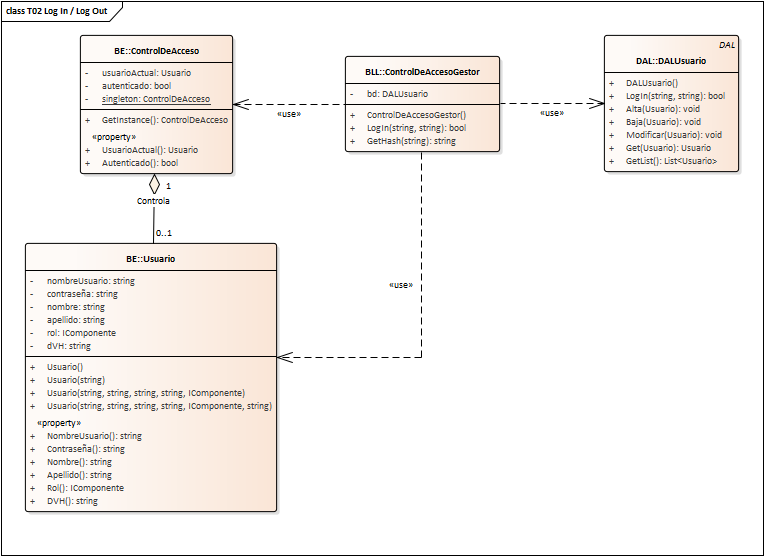 class T02 Log In / Log Out
BE::ControlDeAcceso
- usuarioActual: Usuario
- autenticado: bool
- singleton: ControlDeAcceso
+ GetInstance(): ControlDeAcceso
«property»
+ UsuarioActual(): Usuario
+ Autenticado(): bool
BLL::ControlDeAccesoGestor
- bd: DALUsuario
+ ControlDeAccesoGestor()
+ LogIn(string, string): bool
+ GetHash(string): string
DAL
DAL::DALUsuario
+ DALUsuario()
+ LogIn(string, string): bool
+ Alta(Usuario): void
+ Baja(Usuario): void
+ Modificar(Usuario): void
+ Get(Usuario): Usuario
+ GetList(): List<Usuario>
«use»
«use»
1
Controla
0..1
«use»
BE::Usuario
- nombreUsuario: string
- contraseña: string
- nombre: string
- apellido: string
- rol: IComponente
- dVH: string
+ Usuario()
+ Usuario(string)
+ Usuario(string, string, string, string, IComponente)
+ Usuario(string, string, string, string, IComponente, string)
«property»
+ NombreUsuario(): string
+ Contraseña(): string
+ Nombre(): string
+ Apellido(): string
+ Rol(): IComponente
+ DVH(): string